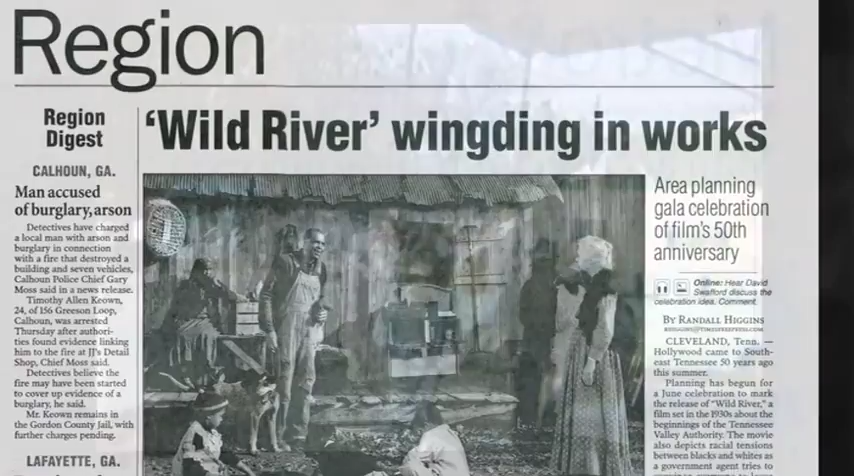 Region
Region
Digest
CALHOUN, GA.
Man accused
of burglary, arson
Detectives have charged
a local man with arson and
burglary in connection
with a fire that destroyed a
building and seven vehicles,
Calhoun Police Chief Gary
Moss said in a news release.
Timothy Allen Keown,
24, of 156 Greeson Loop,
Calhoun, was arrested
Thursday after authori-
ties found evidence linking
him to the fire at JJ's Detail
Shop, Chief Moss said.
Detectives believe the
fire may have been started
to cover up evidence of a
burglary, he said.
Mr. Keown remains in
the Gordon County Jail, with
further charges pending.
LAFAYETTE, GA.
'Wild River' wingding in works
Area planning
gala celebration
of film's 50th
anniversary
Online: Hear David
Swafford discuss the
celebration idea. Comment.
BY RANDALL HIGGINS
RHIGGINS@TIMESFREEPRESS.COM
CLEVELAND, Tenn. —
Hollywood came to South-
east Tennessee 50 years ago
this summer.
Planning has begun for
a June celebration to mark
the release of "Wild River," a
film set in the 1930s about the
beginnings of the Tennessee
Valley Authority. The movie
also depicts racial tensions
between blacks and whites as
a government agent tries to